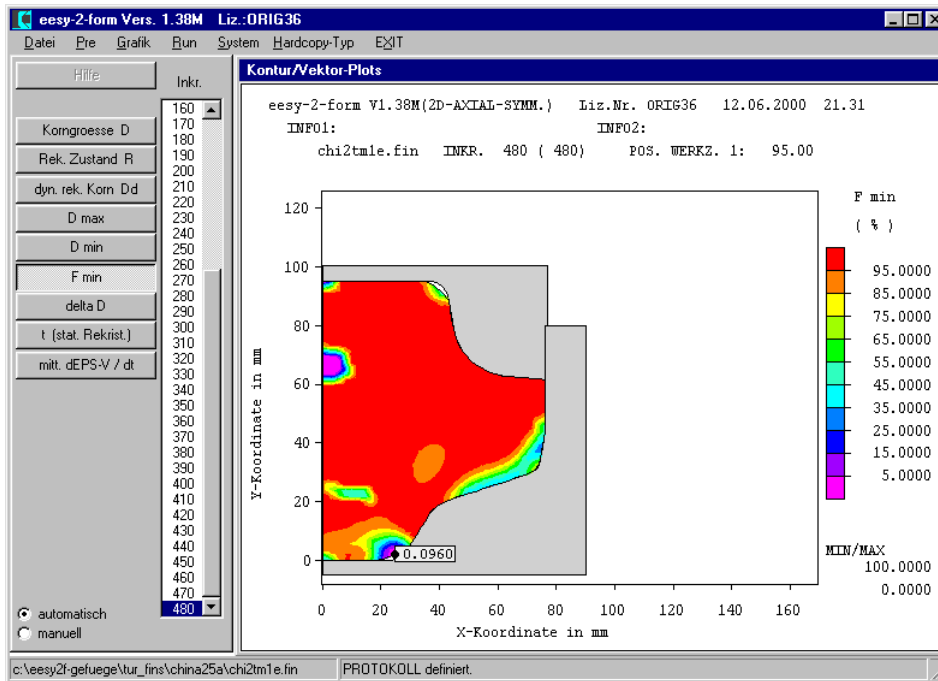 eesy-2-form Vers. 1.38M Liz.:ORIG36
Datei Pre Grafik Run System Hardcopy-Typ EXIT
Hilfe
Inkr.
Korngroesse D
Rek. Zustand R
dyn. rek. Korn Dd
D max
D min
F min
delta D
t (stat. Rekrist.)
mitt. dEPS-V / dt
160
170
180
190
200
210
220
230
240
250
260
270
280
290
300
310
320
330
340
350
360
370
380
390
400
410
420
430
440
450
460
470
480
automatisch
manuell
Kontur/Vektor-Plots
eesy-2-form V1.38M(2D-AXIAL-SYMM.) Liz.Nr. ORIG36 12.06.2000 21.31
INFO1: INFO2:
chi2tm1e.fin INKR. 480 ( 480) POS. WERKZ. 1: 95.00
Y-Koordinate in mm
120
100
80
60
40
20
0
0.0960
0 20 40 60 80 100 120 140 160
X-Koordinate in mm
F min
( % )
95.0000
85.0000
75.0000
65.0000
55.0000
45.0000
35.0000
25.0000
15.0000
5.0000
MIN/MAX
100.0000
0.0000
c:\eesy2f-gefuege\tur_fins\china25a\chi2tm1e.fin PROTOKOLL definiert.